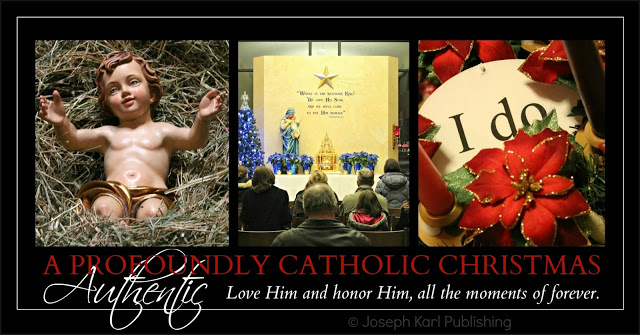 "Where is the newborn King?
We saw His Star,
and we have come
to do Him homage"
I do
A PROFOUNDLY CATHOLIC CHRISTMAS
Authentic
Love Him and honor Him, all the moments of forever.
© Joseph Karl Publishing